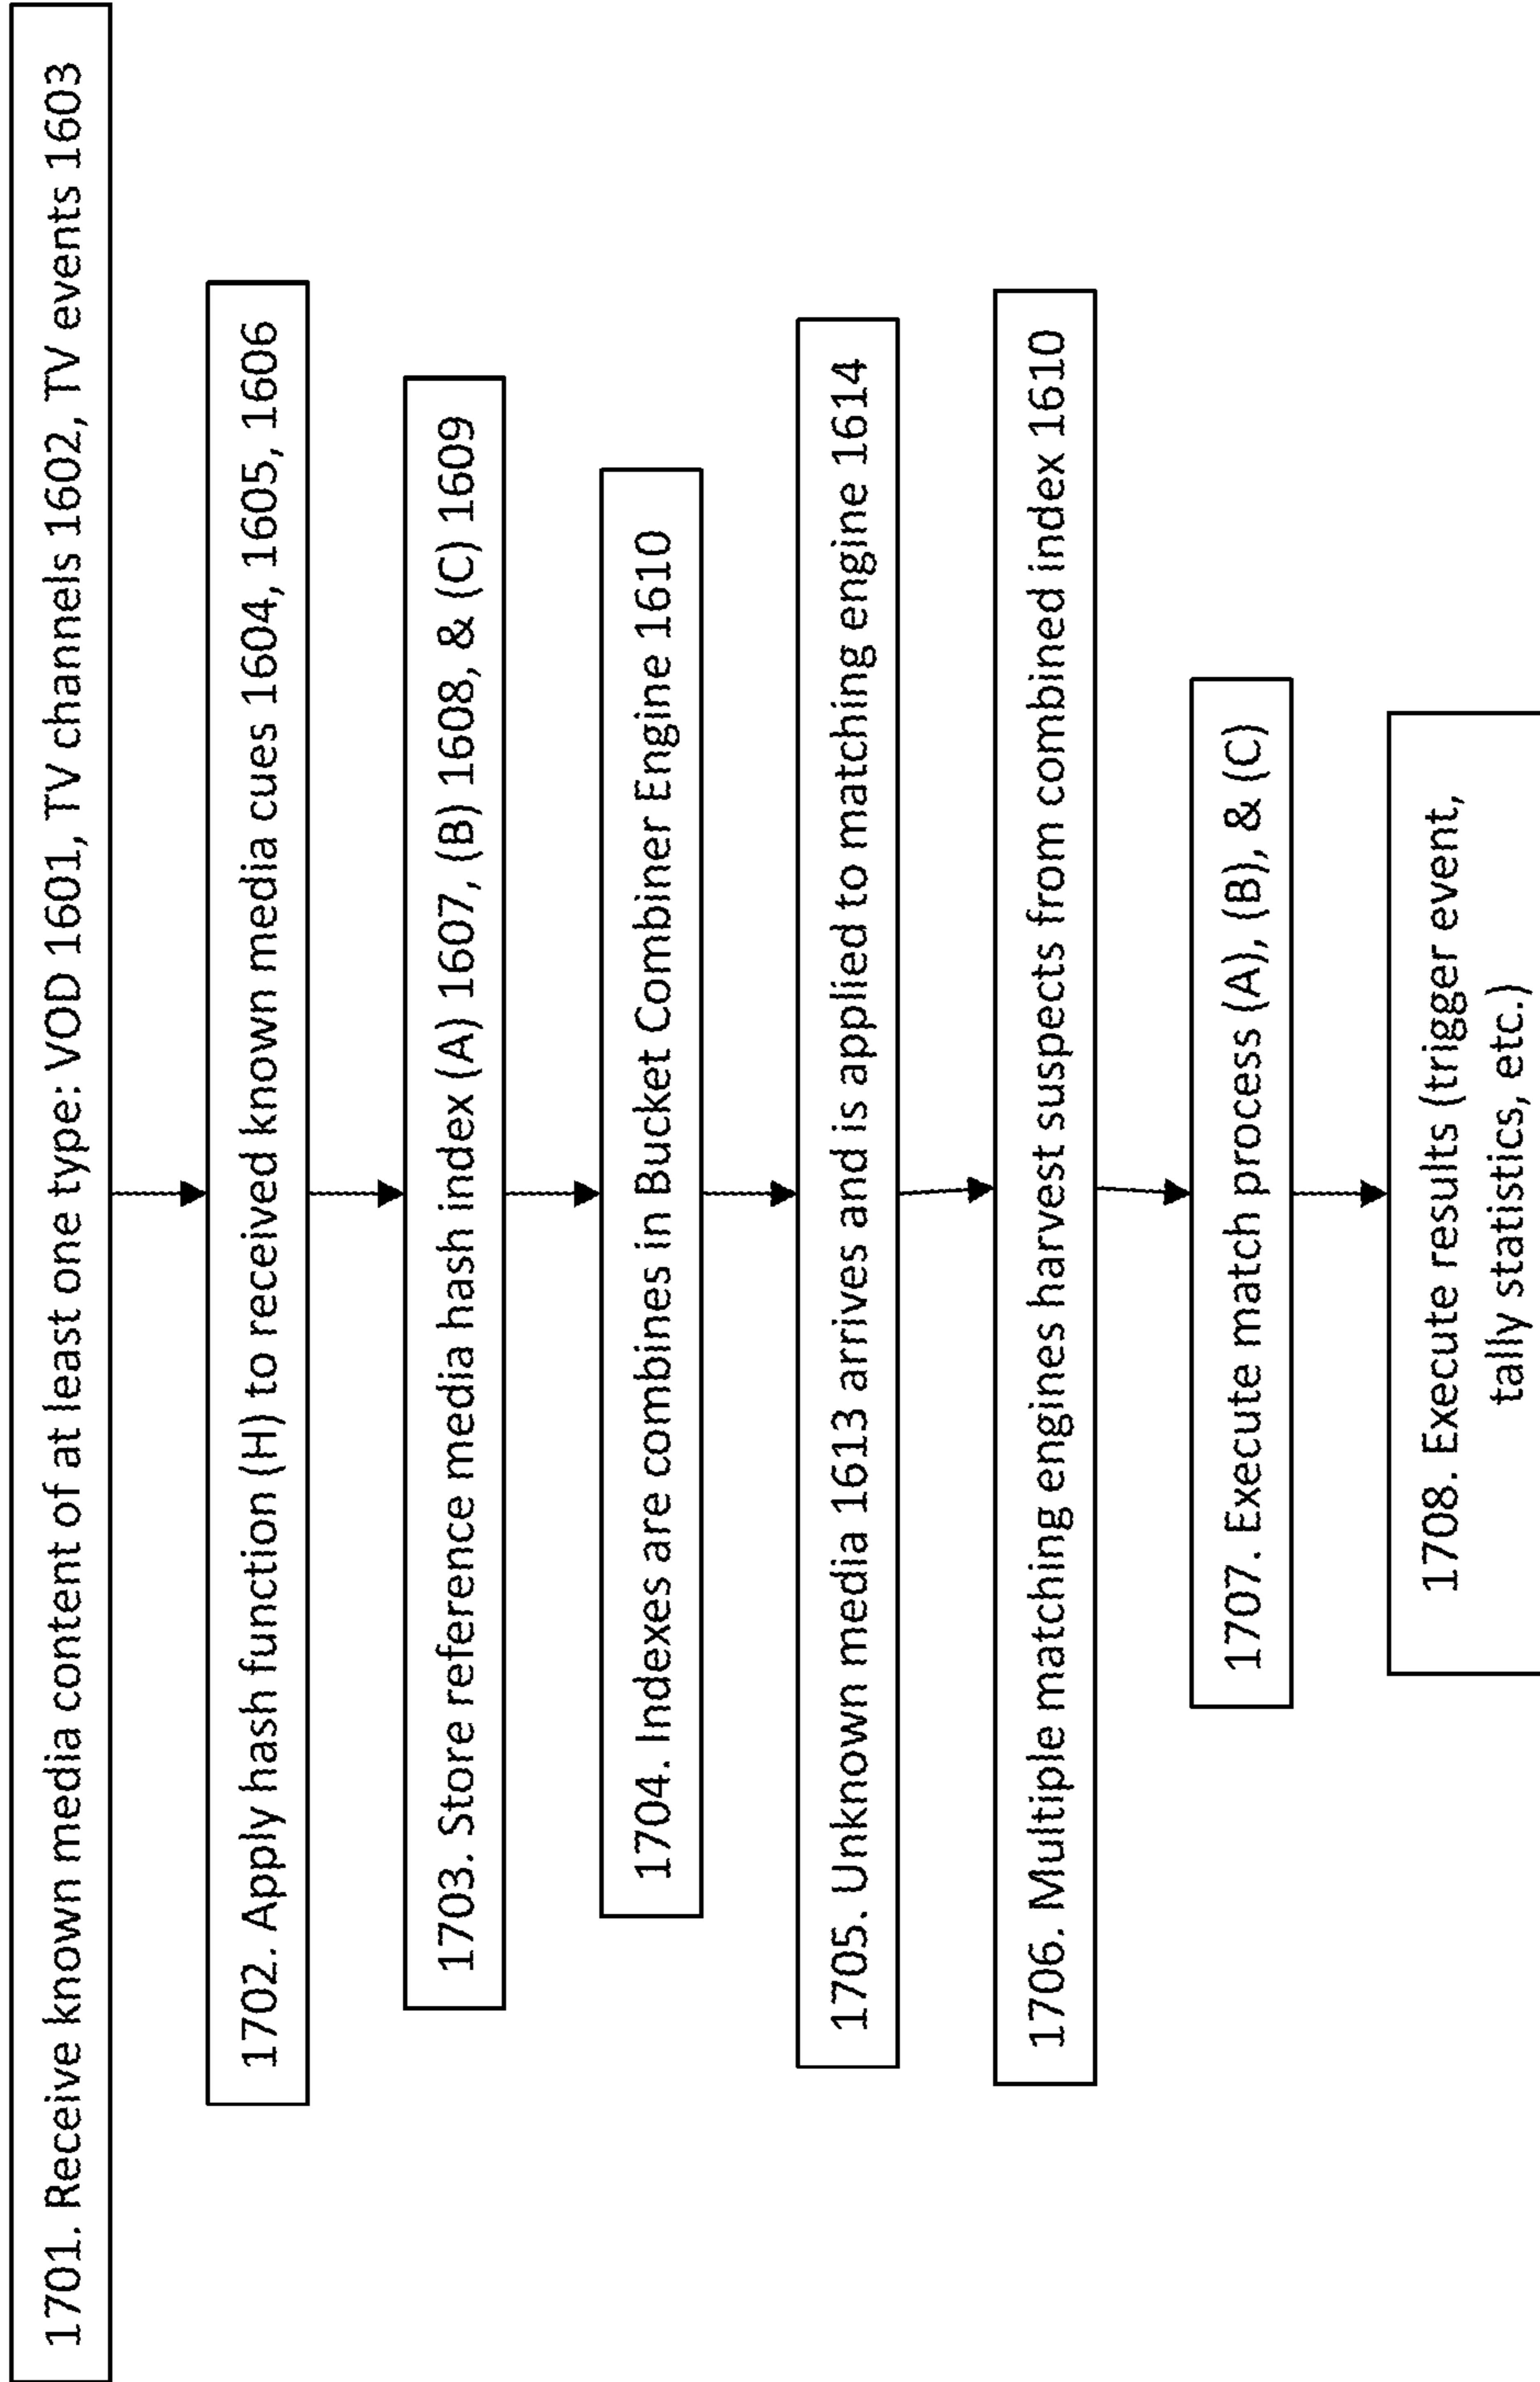 1701. Receive known media content of at least one type: VOD 1601, TV channels 1602, TV events 1603
1702. Apply hash function (H) to received known media cues 1604, 1605, 1606
1703. Store reference media hash index (A) 1607, (B) 1608, & (C) 1609
1704. Indexes are combines in Bucket Combiner Engine 1610
1705. Unknown media 1613 arrives and is applied to matching engine 1614
1706. Multiple matching engines harvest suspects from combined index 1610
1707. Execute match process (A), (B), & (C)
1708. Execute results (trigger event,
tally statistics, etc.)